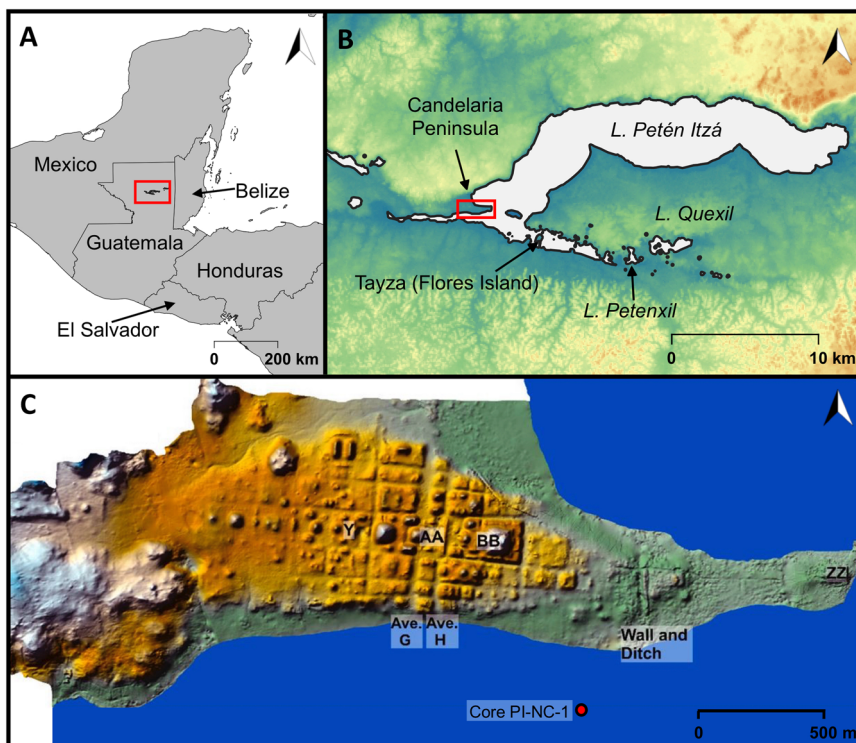 A
Mexico
Belize
Guatemala
Honduras
El Salvador
0 200 km
B
Candelaria
Peninsula
L. Petén Itzá
L. Quexil
Tayza (Flores Island)
L. Petenxil
0 10 km
C
Y
AA
BB
ZZ
Ave.
G
Ave.
H
Wall and
Ditch
Core PI-NC-1
0 500 m